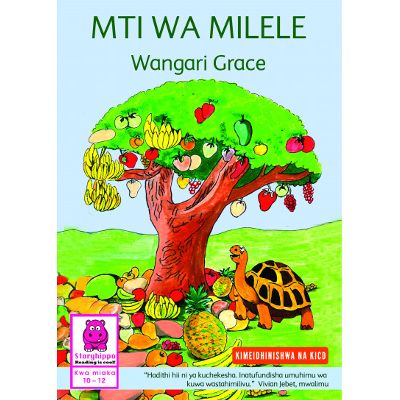 MTI WA MILELE
Wangari Grace
Storyhippo
Reading is cool!
Kwa miaka
10 – 12
KIMEIDHINISHWA NA KICD
"Hadithi hii ni ya kuchekesha. Inatufundisha umuhimu wa
kuwa wastahimilivu." Vivian Jebet, mwalimu